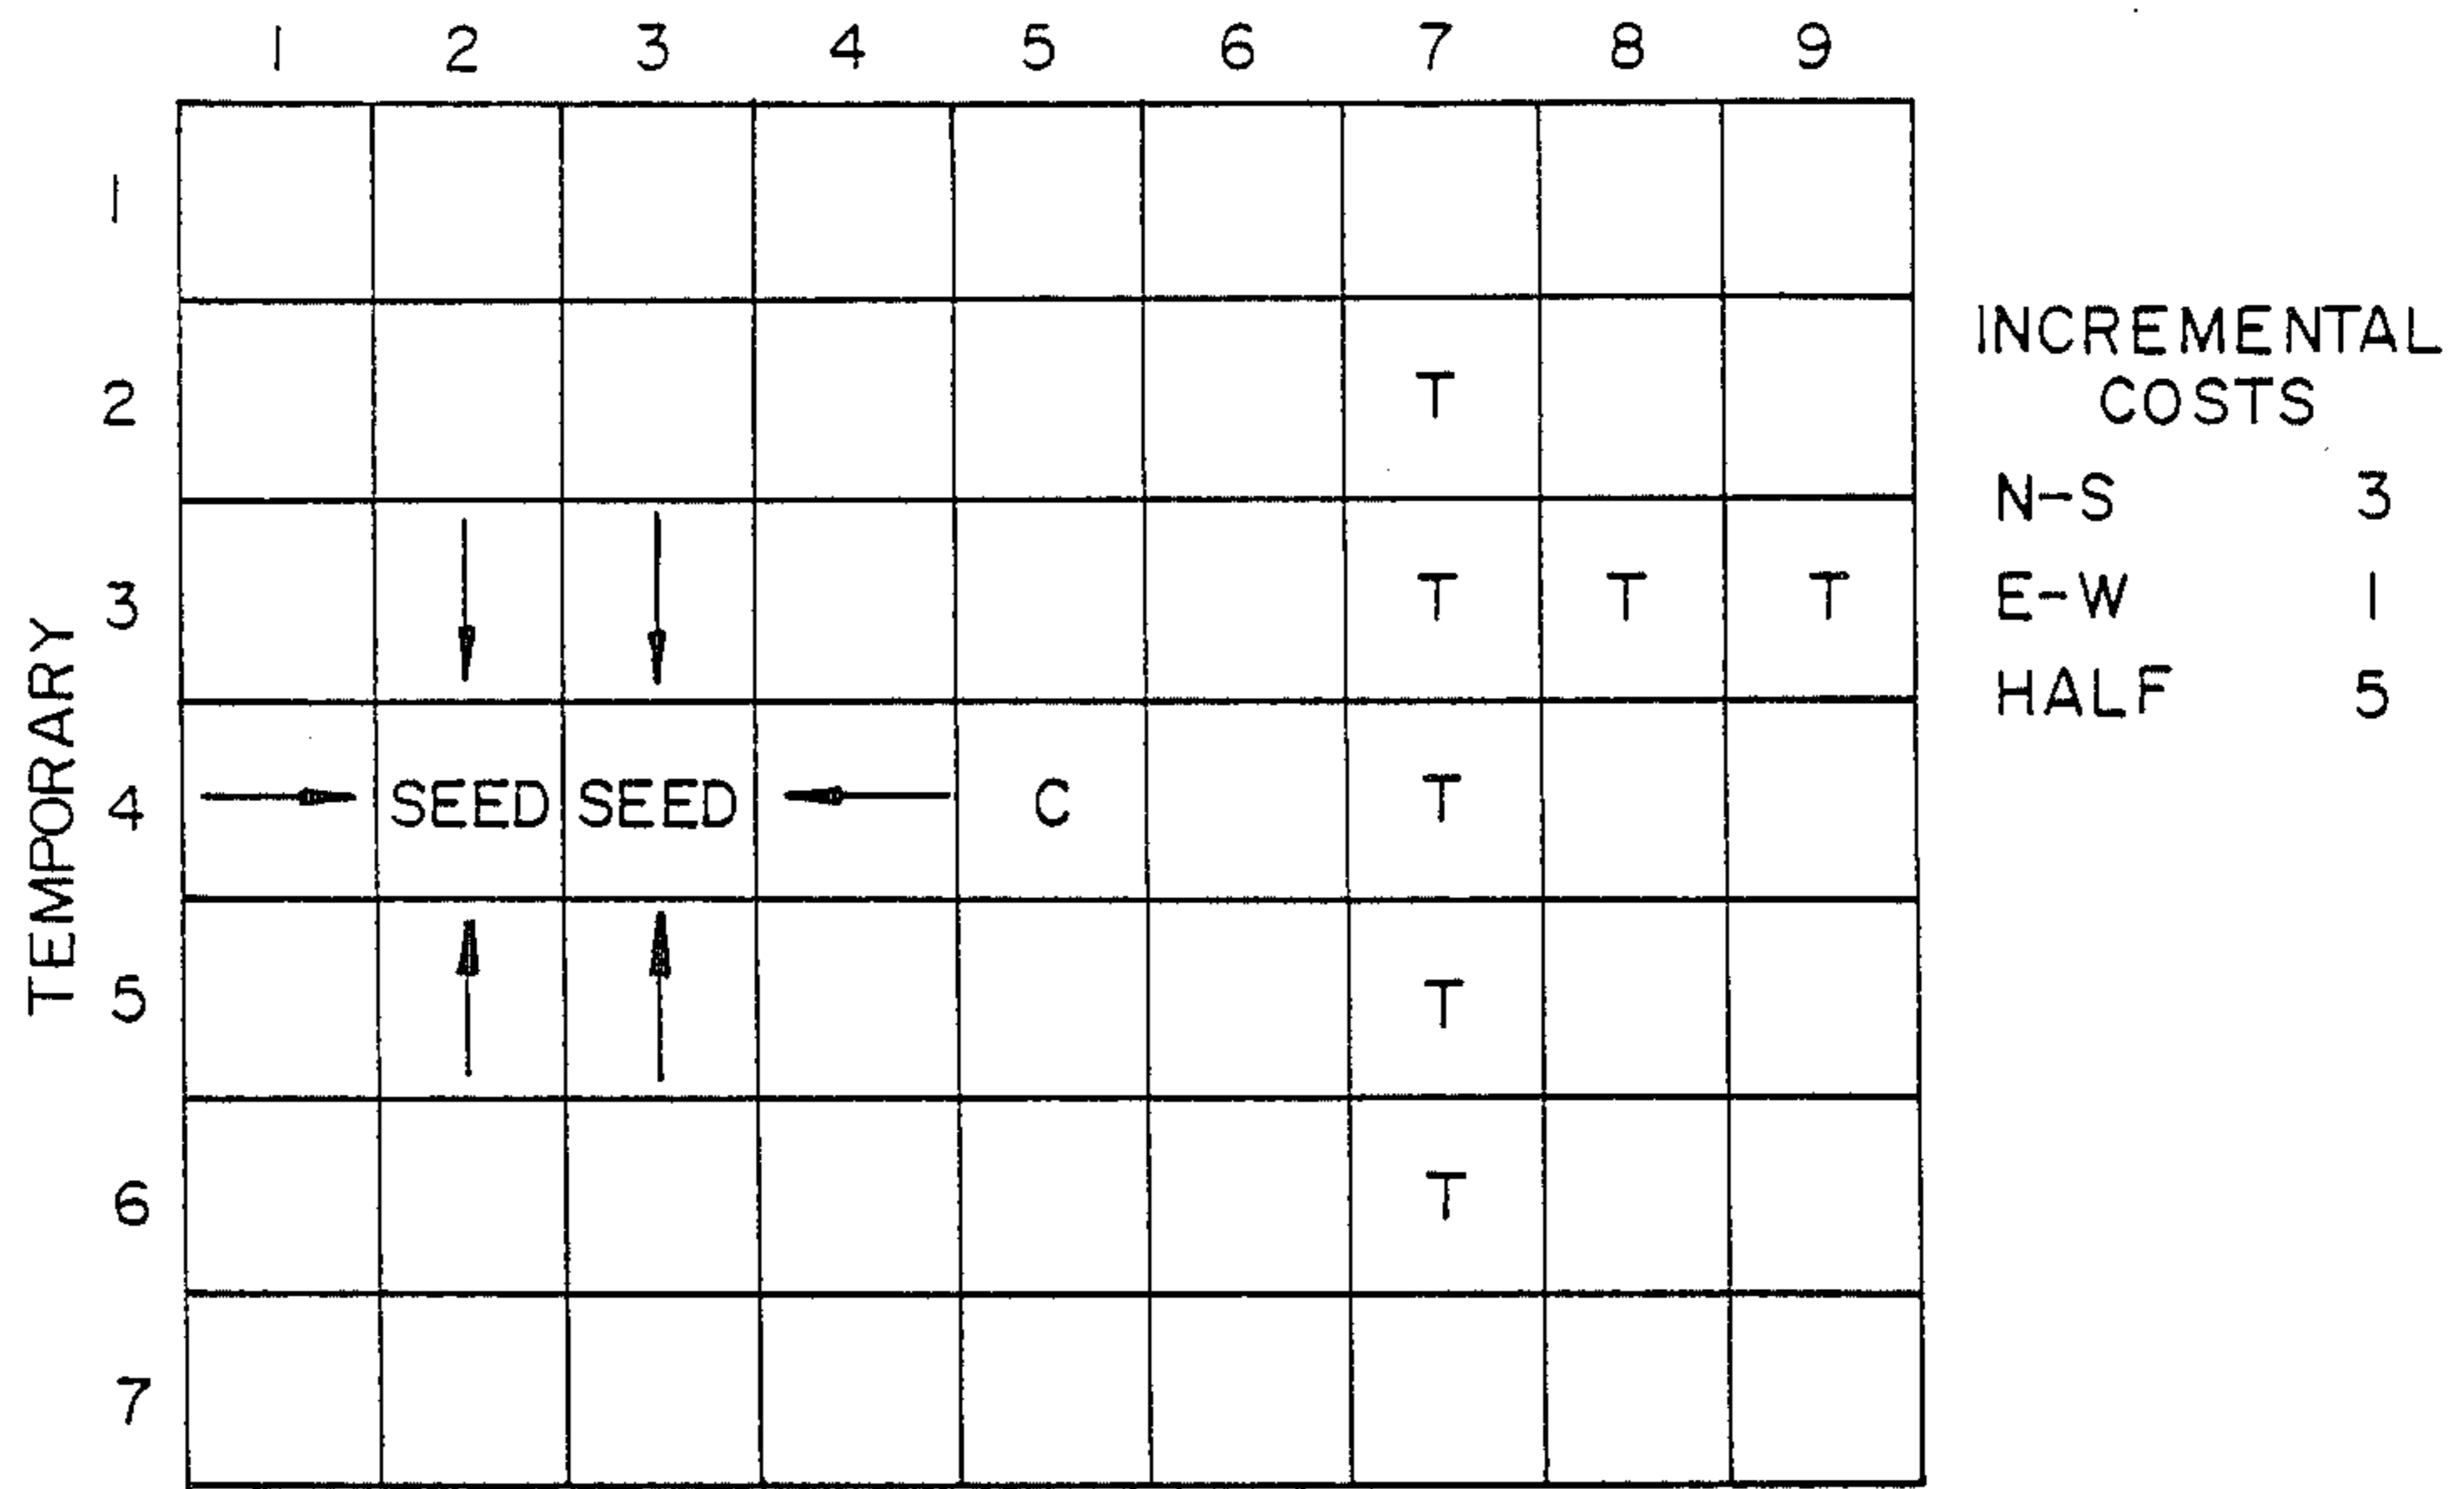 1 2 3 4 5 6 7 8 9
1
2 T
3 T T T
4 SEED SEED C T
5 T
6 T
7
TEMPORARY
INCREMENTAL
COSTS
N-S 3
E-W 1
HALF 5